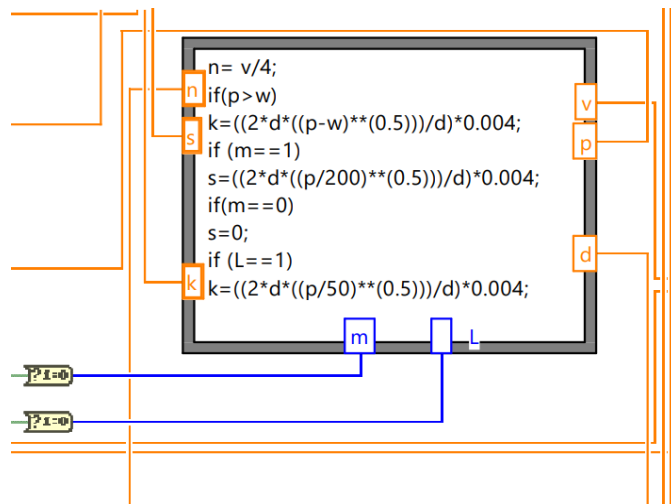 n= v/4;
n
if(p>w)
v
k=((2*d*((p-w)**(0.5)))/d)*0.004;
s
p
if (m==1)
s=((2*d*((p/200)**(0.5)))/d)*0.004;
if(m==0)
s=0;
d
if (L==1)
k
k=((2*d*((p/50)**(0.5)))/d)*0.004;
m
L
?1:0
?1:0